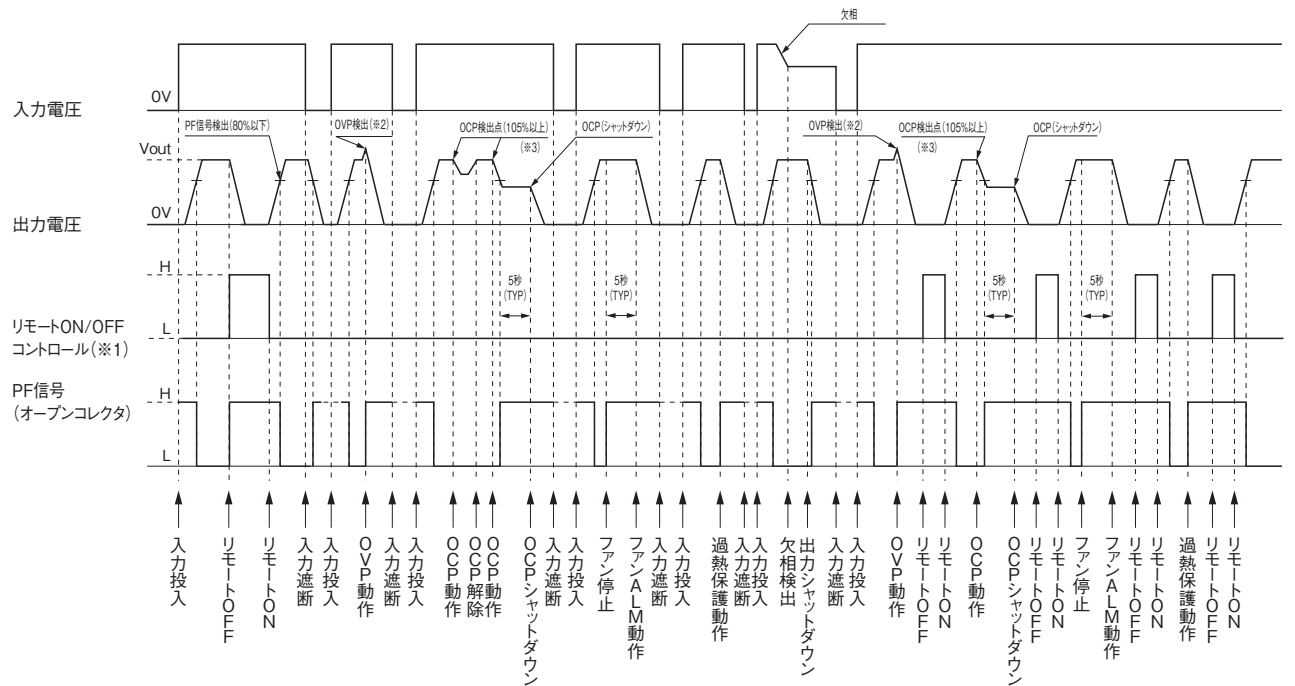 欠相
入力電圧
0V
PF信号検出(80%以下)
OVP検出(※2)
OCP検出点(105%以上)
(※3)
OCP(シャットダウン)
OVP検出(※2)
OCP検出点(105%以上)
(※3)
OCP(シャットダウン)
Vout
0V
出力電圧
H
5秒
(TYP)
5秒
(TYP)
5秒
(TYP)
5秒
(TYP)
L
リモートON/OFF
コントロール(※1)
PF信号
(オープンコレクタ)
H
L
入力投入
リモートOFF
リモートON
入力遮断
入力投入
OVP動作
入力遮断
入力投入
OCP動作
OCP解除
OCP動作
OCPシャットダウン
入力遮断
入力投入
ファン停止
ファンALM動作
入力遮断
入力投入
過熱保護動作
入力遮断
入力投入
欠相検出
出力シャットダウン
入力遮断
入力投入
OVP動作
リモートOFF
リモートON
OCP動作
OCPシャットダウン
リモートOFF
リモートON
ファン停止
ファンALM動作
リモートOFF
リモートON
過熱保護動作
リモートOFF
リモートON